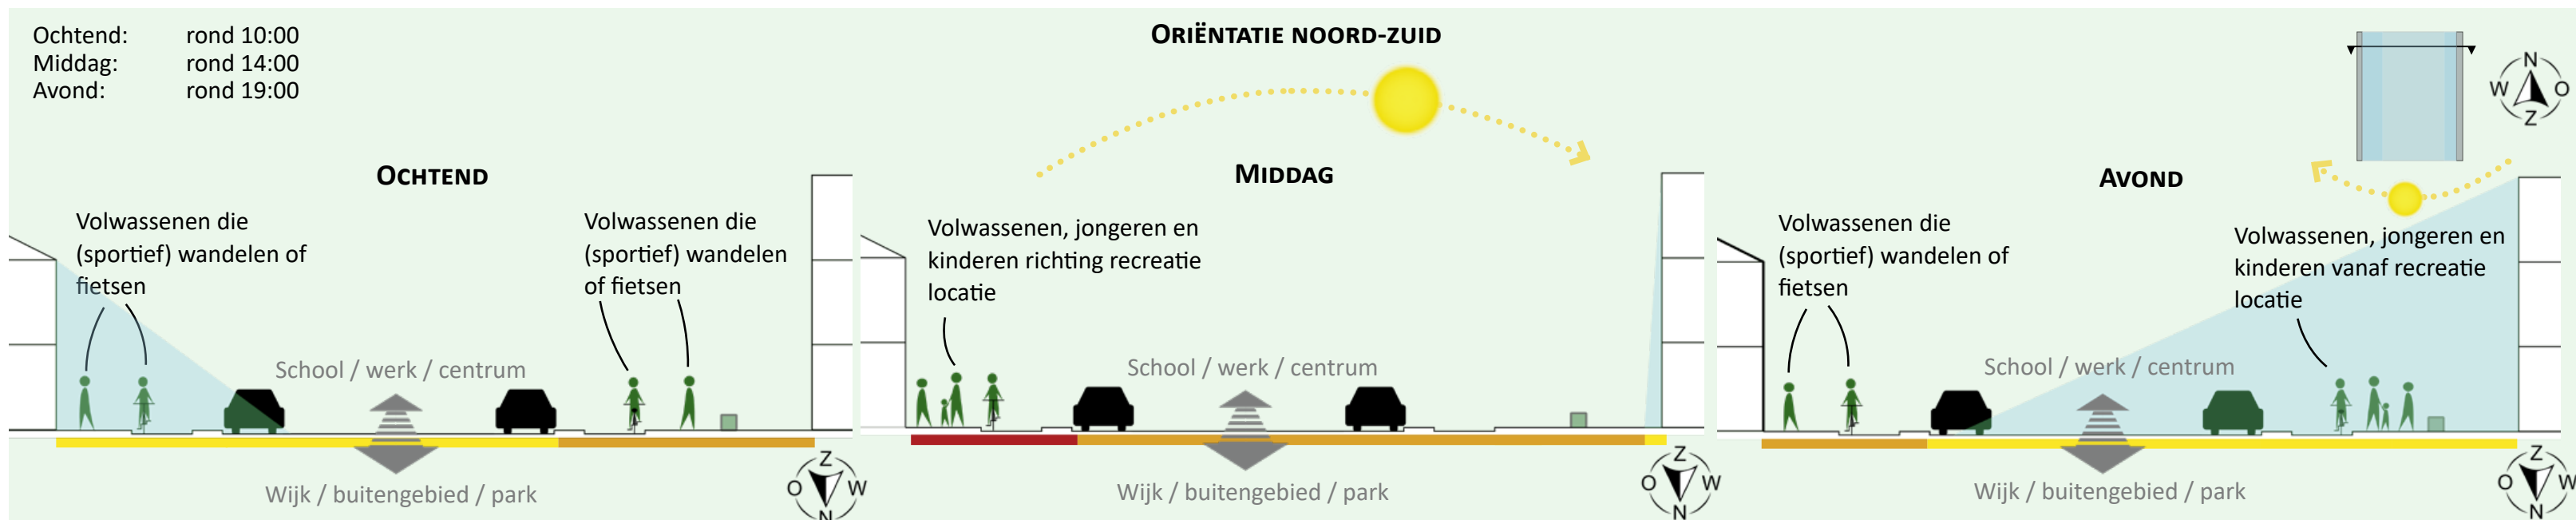 Ochtend: rond 10:00
Middag: rond 14:00
Avond: rond 19:00
ORIËNTATIE NOORD-ZUID
N
W O
Z
OCHTEND
Volwassenen die
(sportief) wandelen of
fietsen
Volwassenen die
(sportief) wandelen
of fietsen
School / werk / centrum
Wijk / buitengebied / park
Z
O W
N
MIDDAG
Volwassenen, jongeren en
kinderen richting recreatie
locatie
School / werk / centrum
Wijk / buitengebied / park
Z
O W
N
AVOND
Volwassenen die
(sportief) wandelen of
fietsen
Volwassenen, jongeren en
kinderen vanaf recreatie
locatie
School / werk / centrum
Wijk / buitengebied / park
Z
O W
N